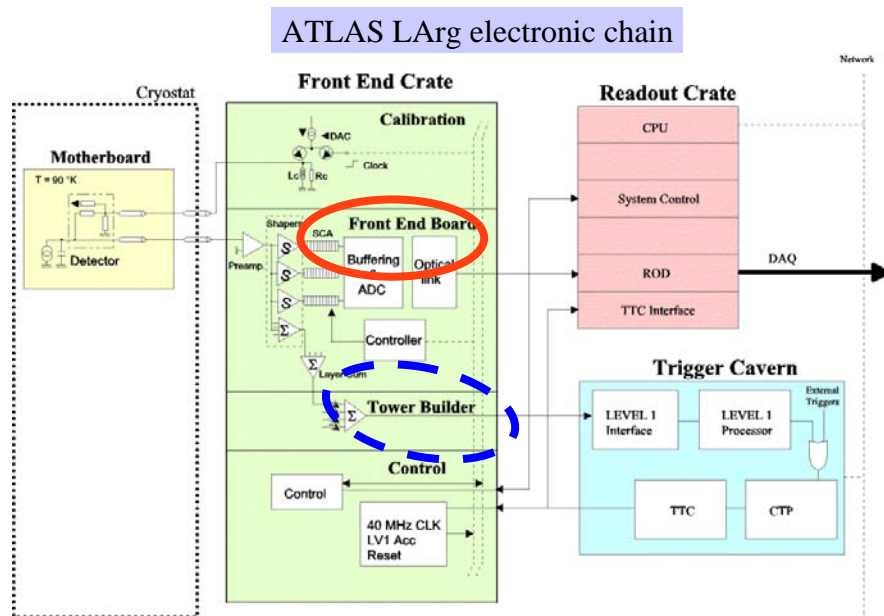 ATLAS LArg electronic chain
Network
Front End Crate
Readout Crate
Cryostat
Calibration
CPU
DAC
Motherboard
Clock
T = 90 °K
Lc
Rc
System Control
Shapers
SCA
Front End Board
Detector
Preamp.
S
Buffering
Optical
link
ROD
DAQ
S
ADC
S
TTC Interface
Σ
Controller
Σ
Layer Sum
Trigger Cavern
External
Triggers
Tower Builder
Σ
LEVEL 1
Interface
LEVEL 1
Processor
Control
Control
TTC
CTP
40 MHz CLK
LV1 Acc
Reset